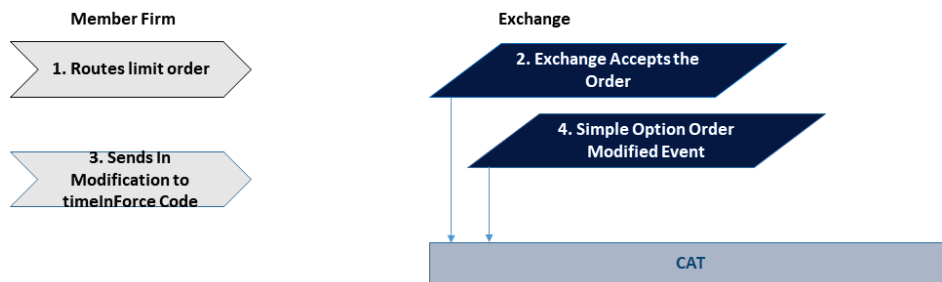 Member Firm
Exchange
1. Routes limit order
2. Exchange Accepts the
Order
4. Simple Option Order
Modified Event
3. Sends In
Modification to
timeInForce Code
CAT